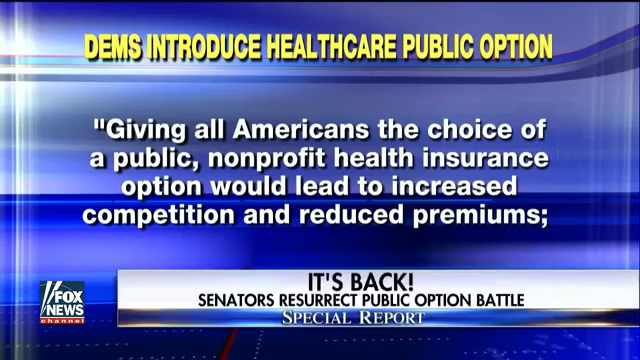 DEMS INTRODUCE HEALTHCARE PUBLIC OPTION
"Giving all Americans the choice of
a public, nonprofit health insurance
option would lead to increased
competition and reduced premiums;
IT'S BACK!
SENATORS RESURRECT PUBLIC OPTION BATTLE
SPECIAL REPORT
FOX
NEWS
channel